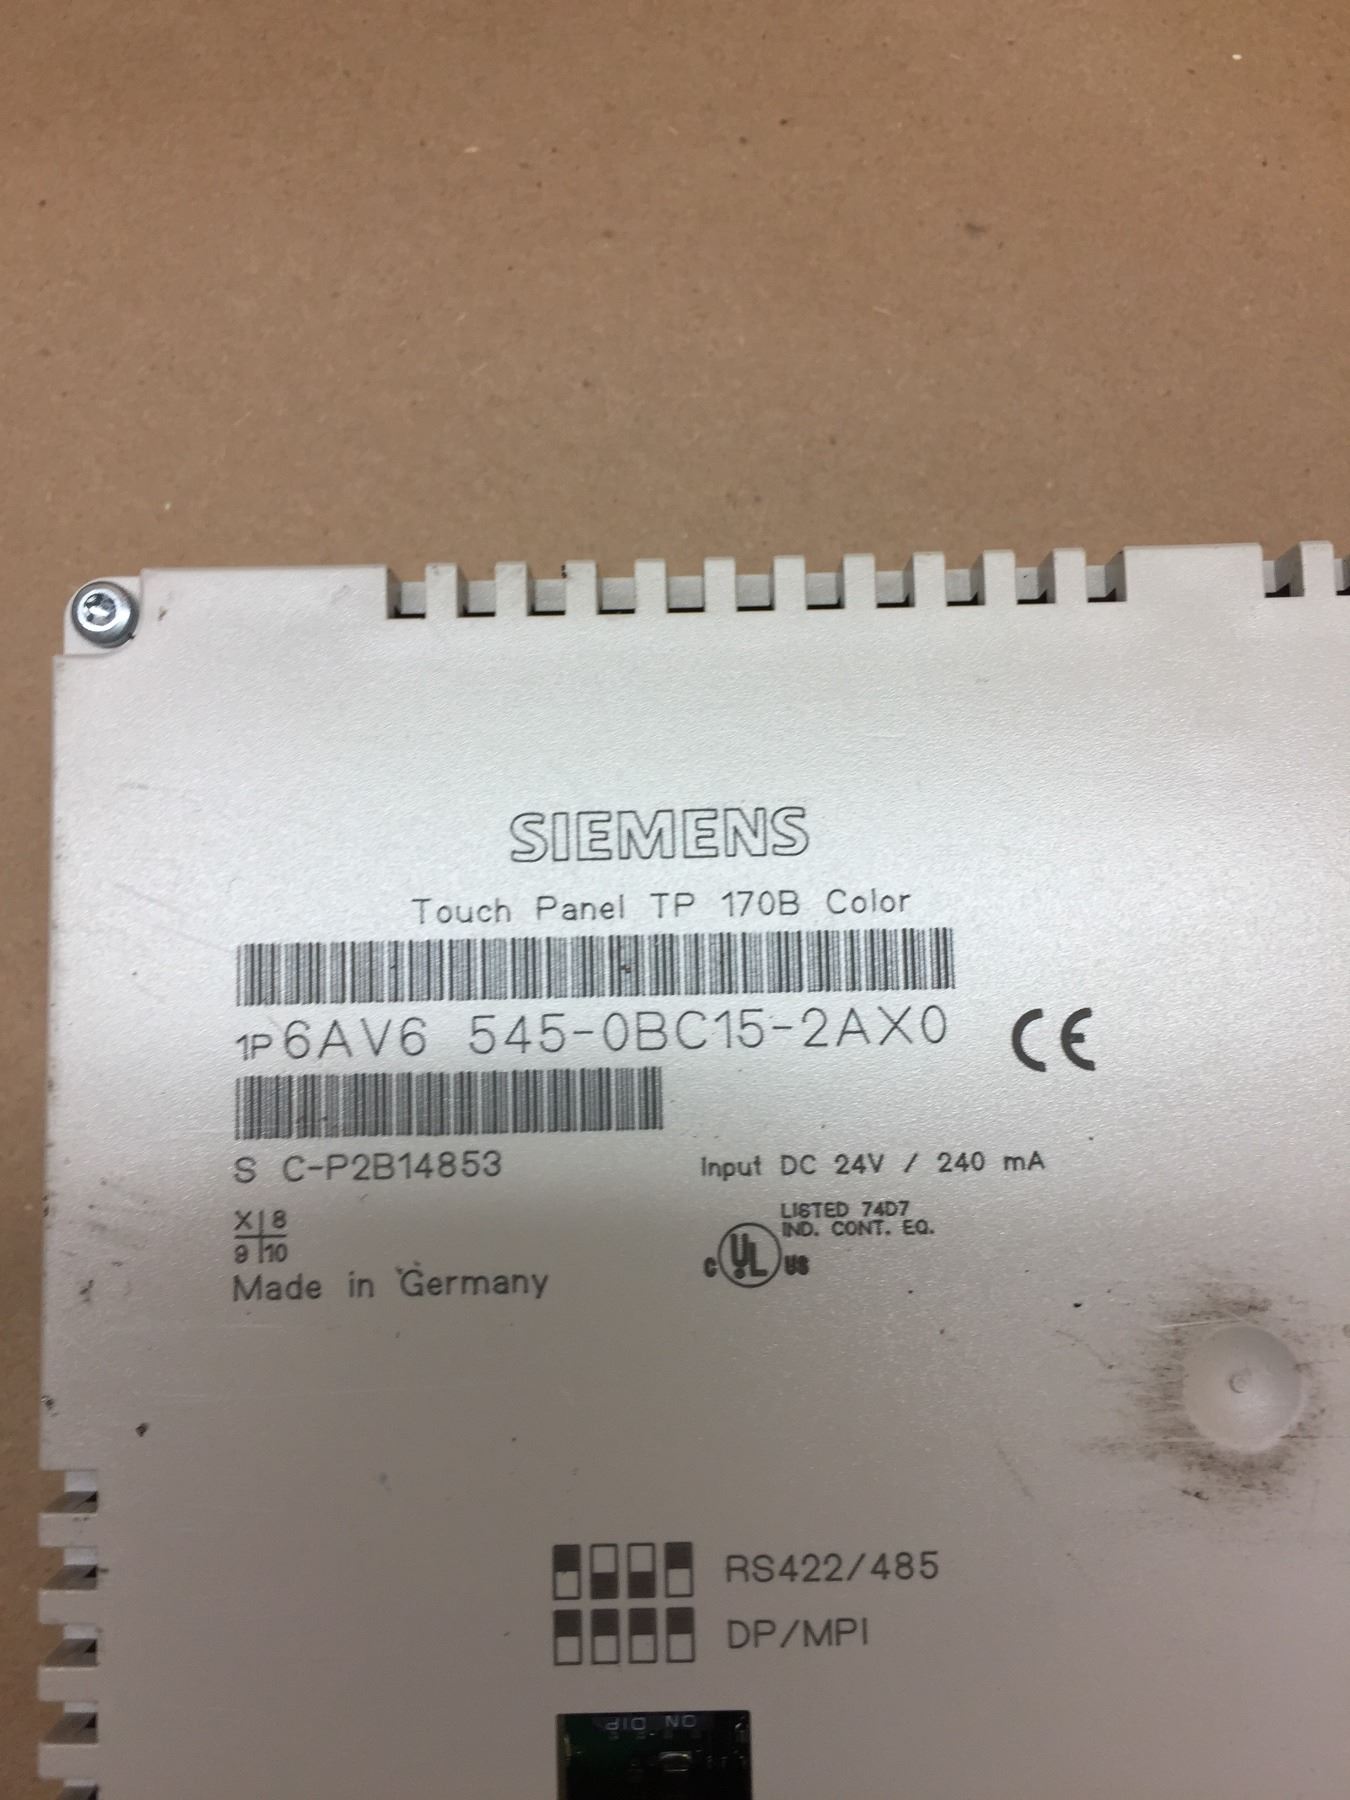 SIEMENS
Touch Panel TP 170B Color
1P 6AV6 545-0BC15-2AX0
CE
S C-P2B14853
Input DC 24V / 240 mA
X 8
9 10
LISTED 74D7
IND. CONT. EQ.
C UL US
Made in Germany
RS422/485
DP/MPI
ON DIP